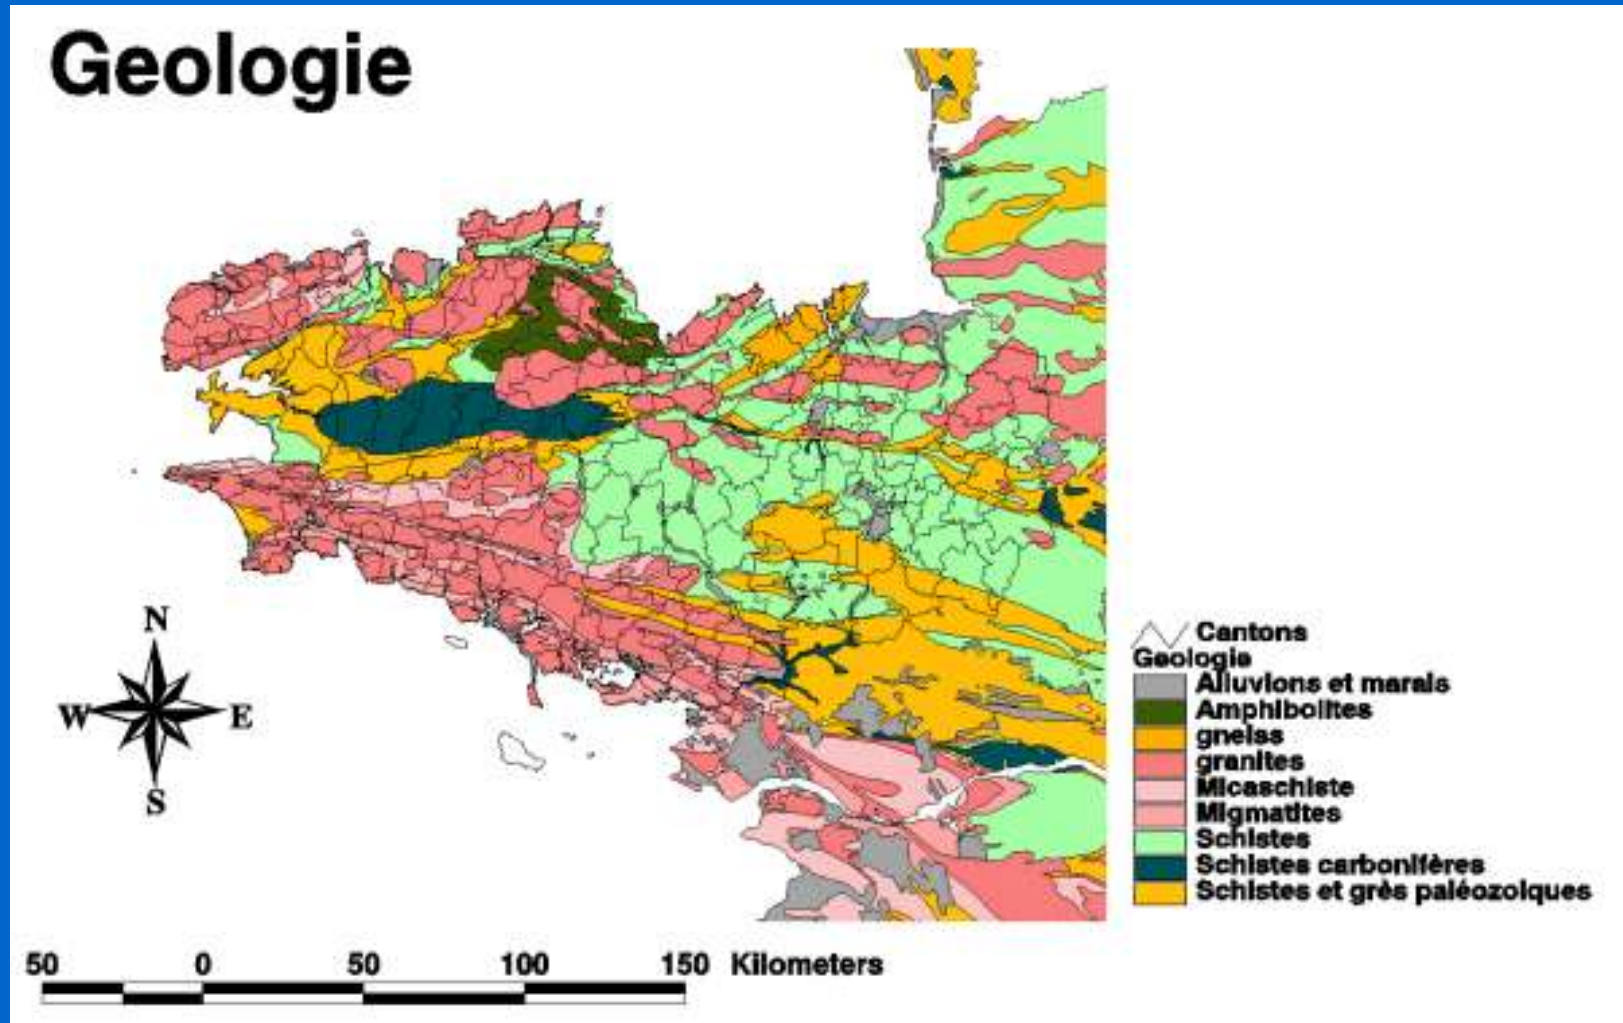 Geologie
N
W E
S
Cantons
Geologie
Alluvions et marais
Amphibolites
gneiss
granites
Micaschiste
Migmatites
Schistes
Schistes carbonifères
Schistes et grès paléozoiques
50 0 50 100 150 Kilometers